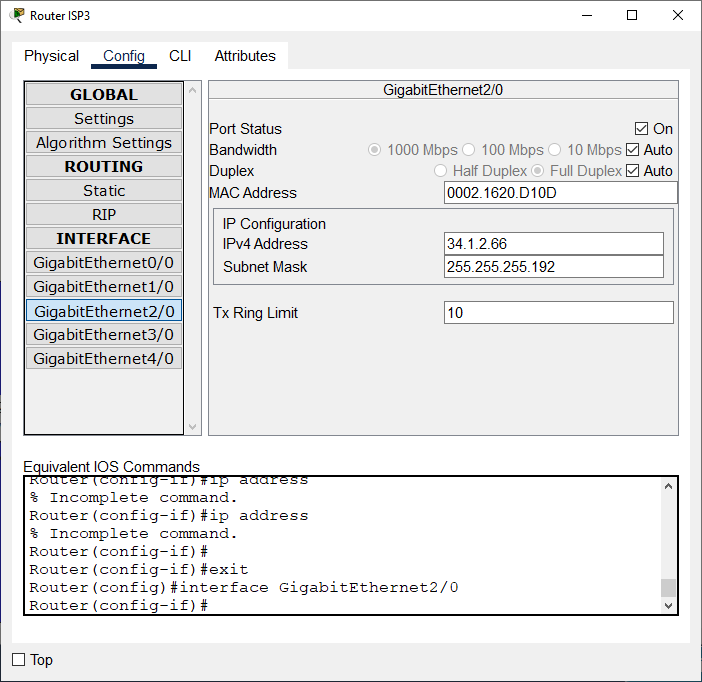 Router ISP3
Physical Config CLI Attributes
GLOBAL
Settings
Algorithm Settings
ROUTING
Static
RIP
INTERFACE
GigabitEthernet0/0
GigabitEthernet1/0
GigabitEthernet2/0
GigabitEthernet3/0
GigabitEthernet4/0
GigabitEthernet2/0
Port Status On
Bandwidth 1000 Mbps 100 Mbps 10 Mbps Auto
Duplex Half Duplex Full Duplex Auto
MAC Address 0002.1620.D10D
IP Configuration
IPv4 Address 34.1.2.66
Subnet Mask 255.255.255.192
Tx Ring Limit 10
Equivalent IOS Commands
Router(config-if)#ip address
% Incomplete command.
Router(config-if)#ip address
% Incomplete command.
Router(config-if)#
Router(config-if)#exit
Router(config)#interface GigabitEthernet2/0
Router(config-if)#
Top